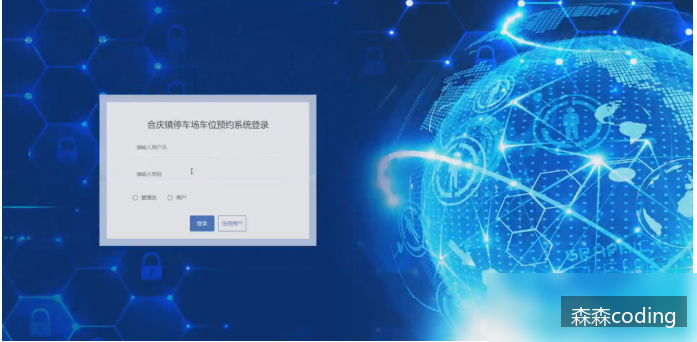 合庆镇停车场车位预约系统登录
请输入用户名
请输入密码
管理员 用户
登录 注册用户
森森coding